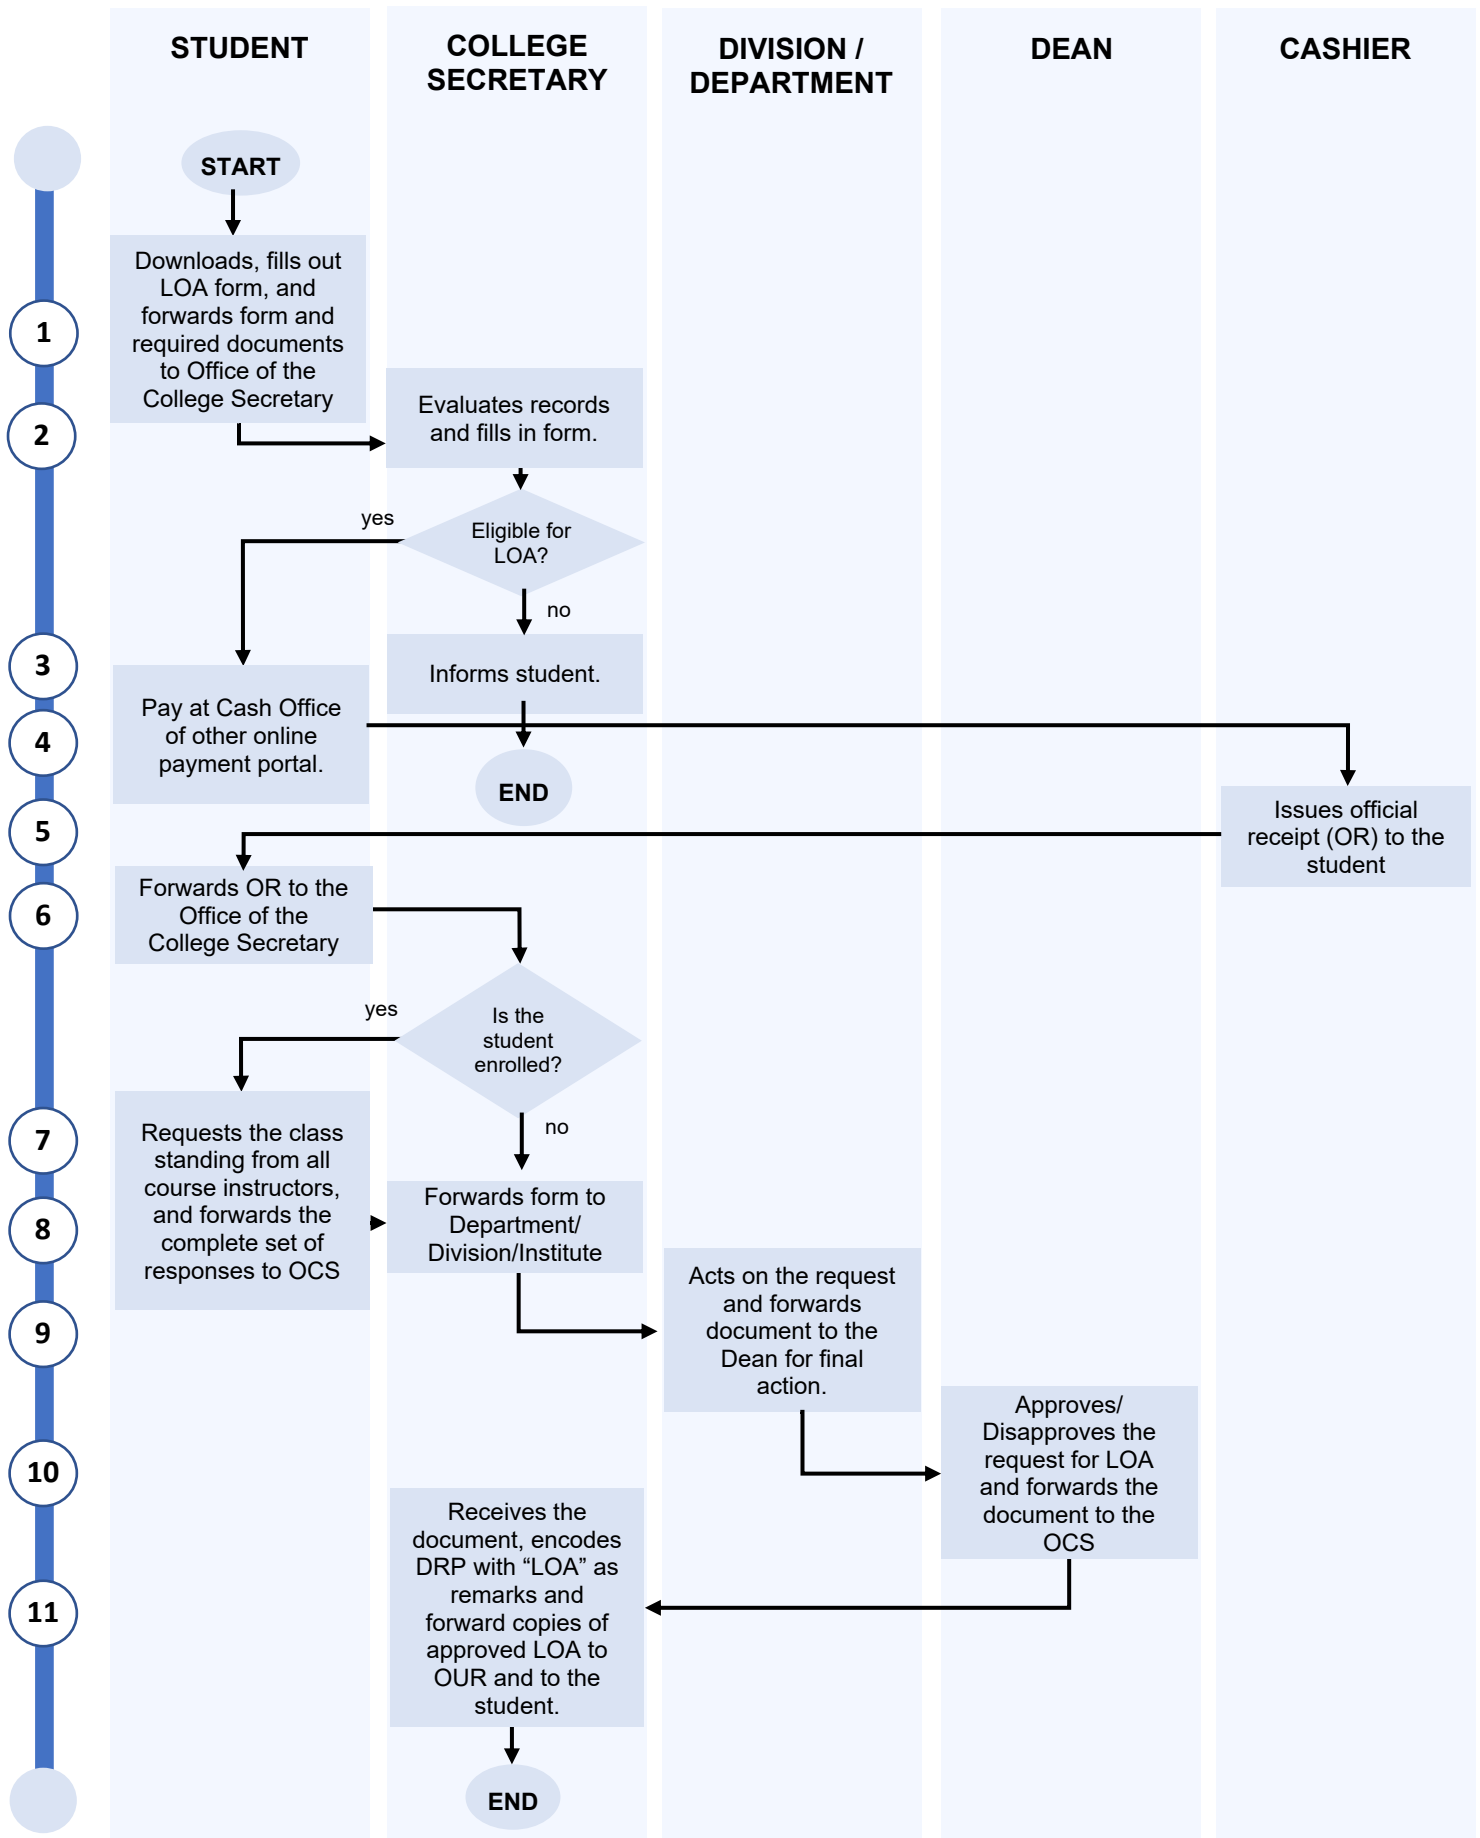 STUDENT
COLLEGE
SECRETARY
DIVISION /
DEPARTMENT
DEAN
CASHIER
START
Downloads, fills out
LOA form, and
forwards form and
required documents
to Office of the
College Secretary
1
2
Evaluates records
and fills in form.
yes
Eligible for
LOA?
no
3
Informs student.
Pay at Cash Office
of other online
payment portal.
4
END
5
Issues official
receipt (OR) to the
student
Forwards OR to the
Office of the
College Secretary
6
yes
Is the
student
enrolled?
no
7
Requests the class
standing from all
course instructors,
and forwards the
complete set of
responses to OCS
8
Forwards form to
Department/
Division/Institute
9
Acts on the request
and forwards
document to the
Dean for final
action.
10
Approves/
Disapproves the
request for LOA
and forwards the
document to the
OCS
11
Receives the
document, encodes
DRP with “LOA” as
remarks and
forward copies of
approved LOA to
OUR and to the
student.
END